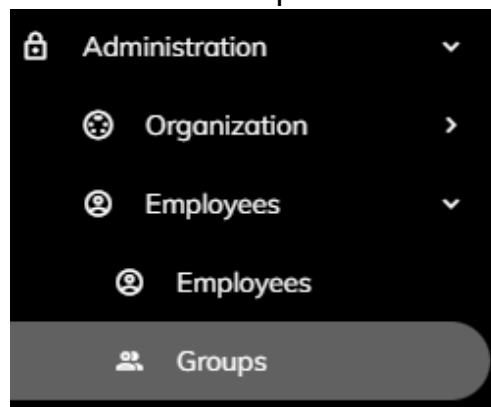 Administration
Organization
Employees
Employees
Groups